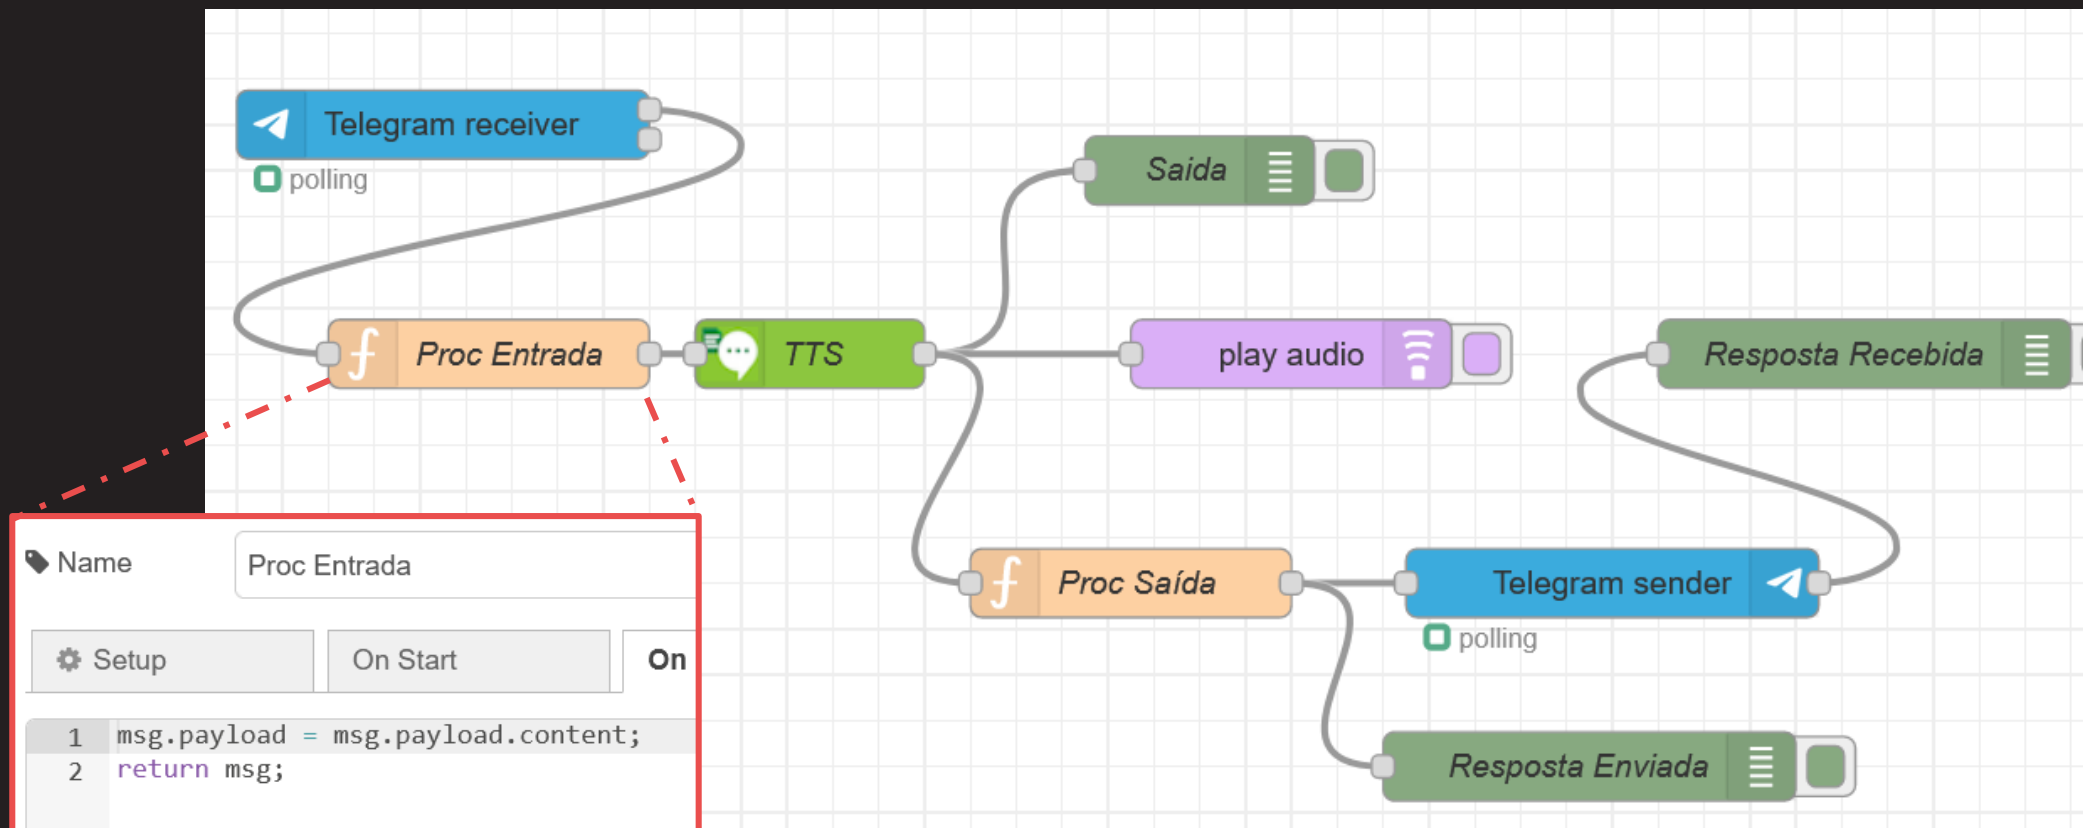 Telegram receiver
polling
Saida
Proc Entrada
TTS
play audio
Resposta Recebida
Proc Saída
Telegram sender
polling
Resposta Enviada
Name
Proc Entrada
Setup
On Start
On
1 msg.payload = msg.payload.content;
2 return msg;